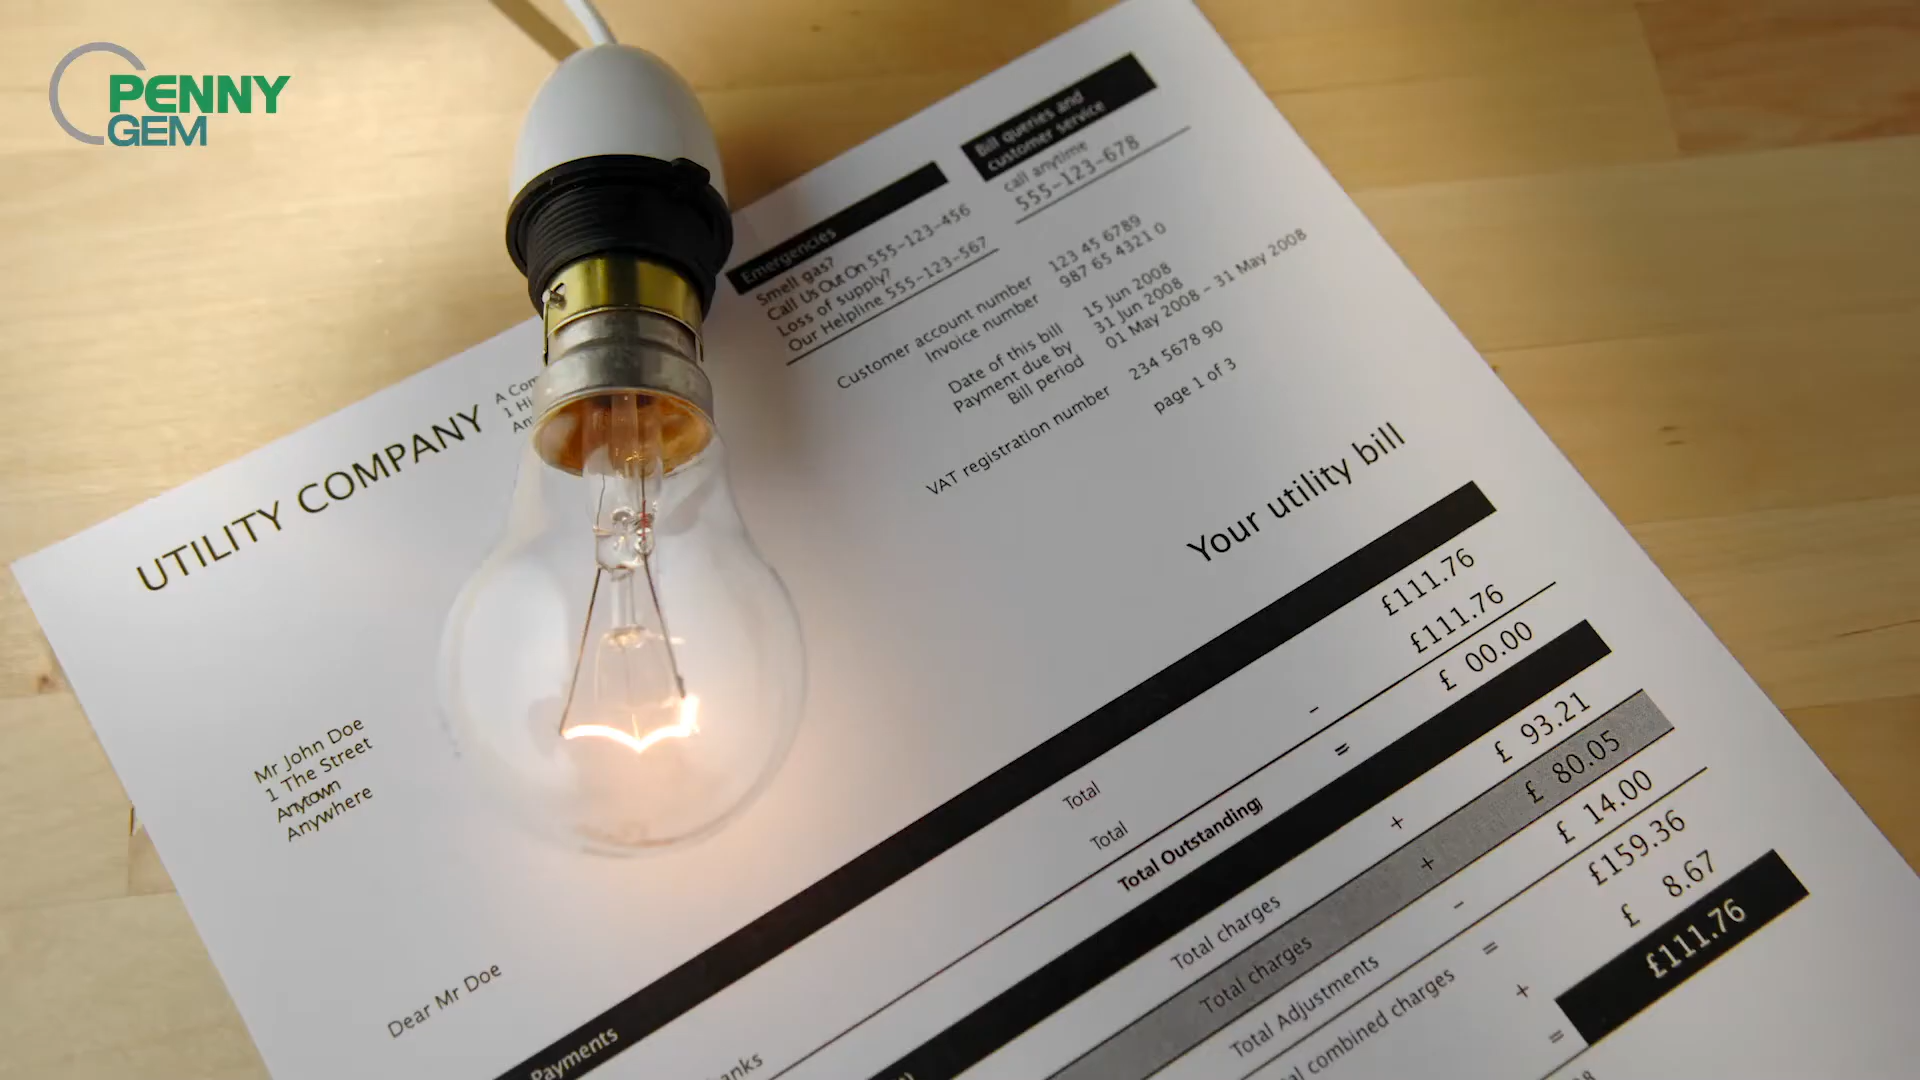 PENNY
GEM
Bill queries and
customer service
call anytime
555-123-678
Emergencies
Smell gas?
Call Us Out On 555-123-456
Loss of supply?
Our Helpline 555-123-567
Customer account number 123 45 6789
Invoice number 987 65 4321 0
Date of this bill 15 Jun 2008
Payment due by 31 Jun 2008
Bill period 01 May 2008 - 31 May 2008
VAT registration number 234 5678 90
page 1 of 3
UTILITY COMPANY
Your utility bill
Mr John Doe
1 The Street
Anytown
Anywhere
Dear Mr Doe
Payments
Total £111.76
Total - £111.76
Total Outstanding = £ 00.00
Total charges + £ 93.21
Total charges + £ 80.05
Total Adjustments - £ 14.00
combined charges = £159.36
+ £ 8.67
= £111.76